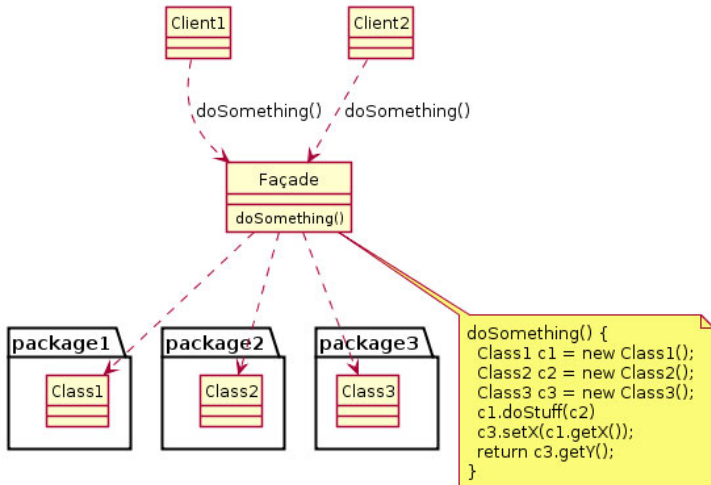 Client1
Client2
doSomething()
doSomething()
Façade
doSomething()
package1
package2
package3
Class1
Class2
Class3
doSomething() {
Class1 c1 = new Class1();
Class2 c2 = new Class2();
Class3 c3 = new Class3();
c1.doStuff(c2)
c3.setX(c1.getX());
return c3.getY();
}